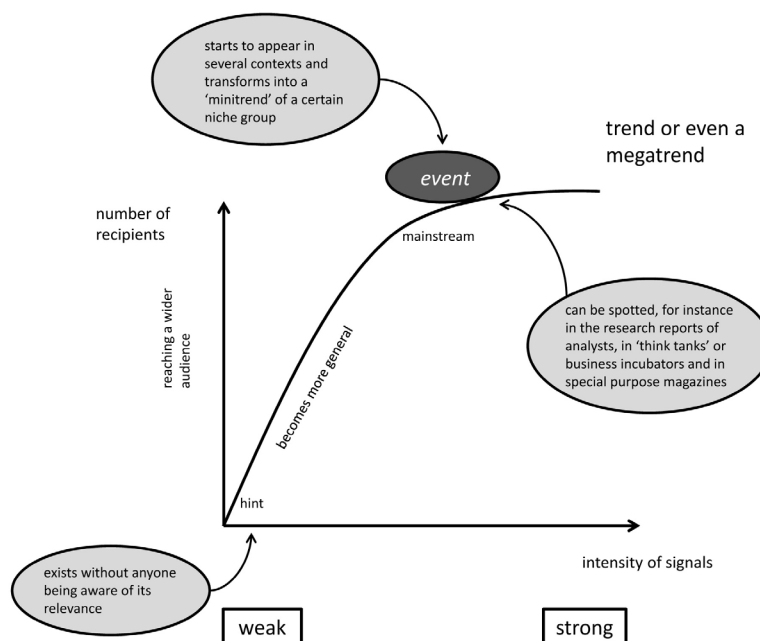 starts to appear in
several contexts and
transforms into a
‘minitrend’ of a certain
niche group
trend or even a
megatrend
event
number of
recipients
mainstream
reaching a wider
audience
becomes more general
can be spotted, for instance
in the research reports of
analysts, in ‘think tanks’ or
business incubators and in
special purpose magazines
hint
intensity of signals
exists without anyone
being aware of its
relevance
weak
strong